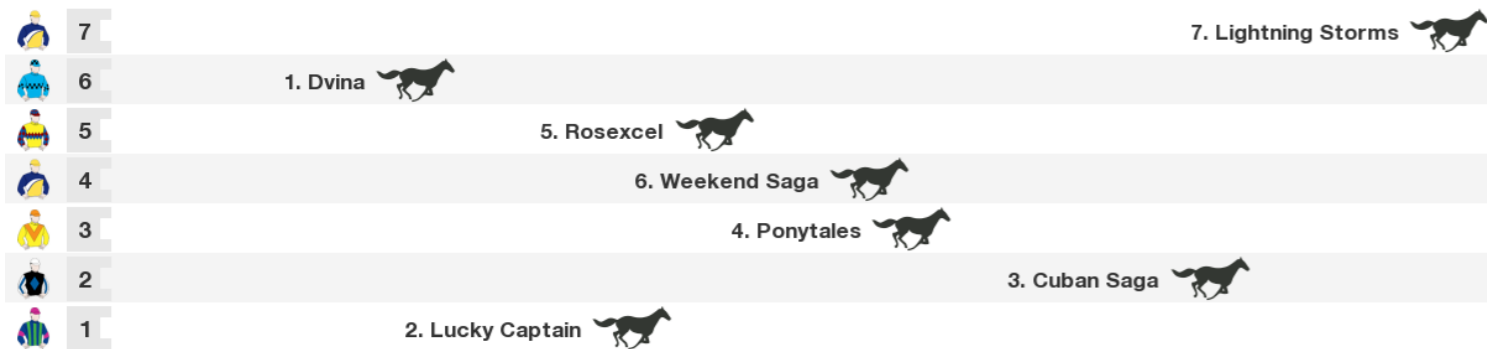 7 7. Lightning Storms
6 1. Dvina
5 5. Rosexcel
4 6. Weekend Saga
3 4. Ponytales
2 3. Cuban Saga
1 2. Lucky Captain